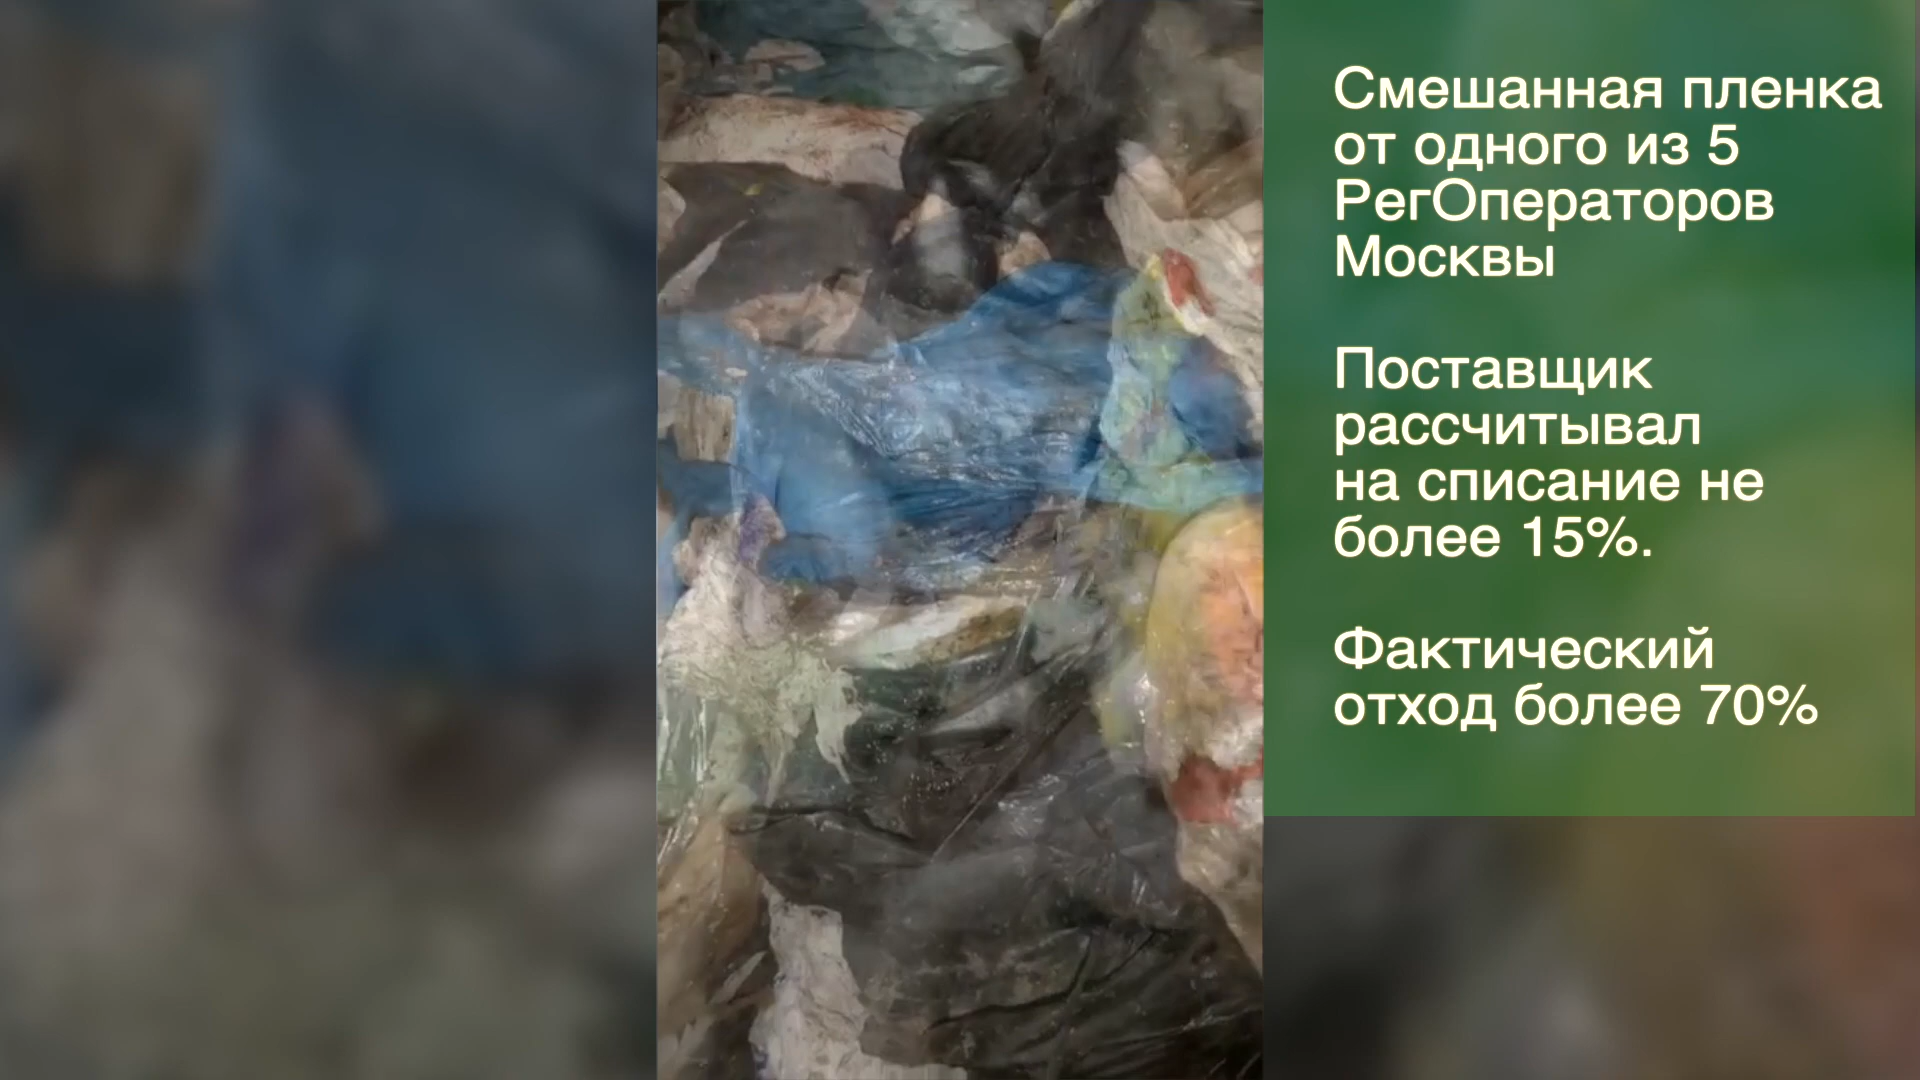 Смешанная пленка
от одного из 5
РегОператоров
Москвы
Поставщик
рассчитывал
на списание не
более 15%.
Фактический
отход более 70%